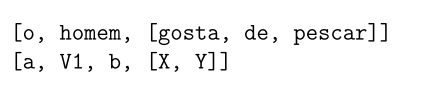 [o, homem, [gosta, de, pescar]]
[a, V1, b, [X, Y]]